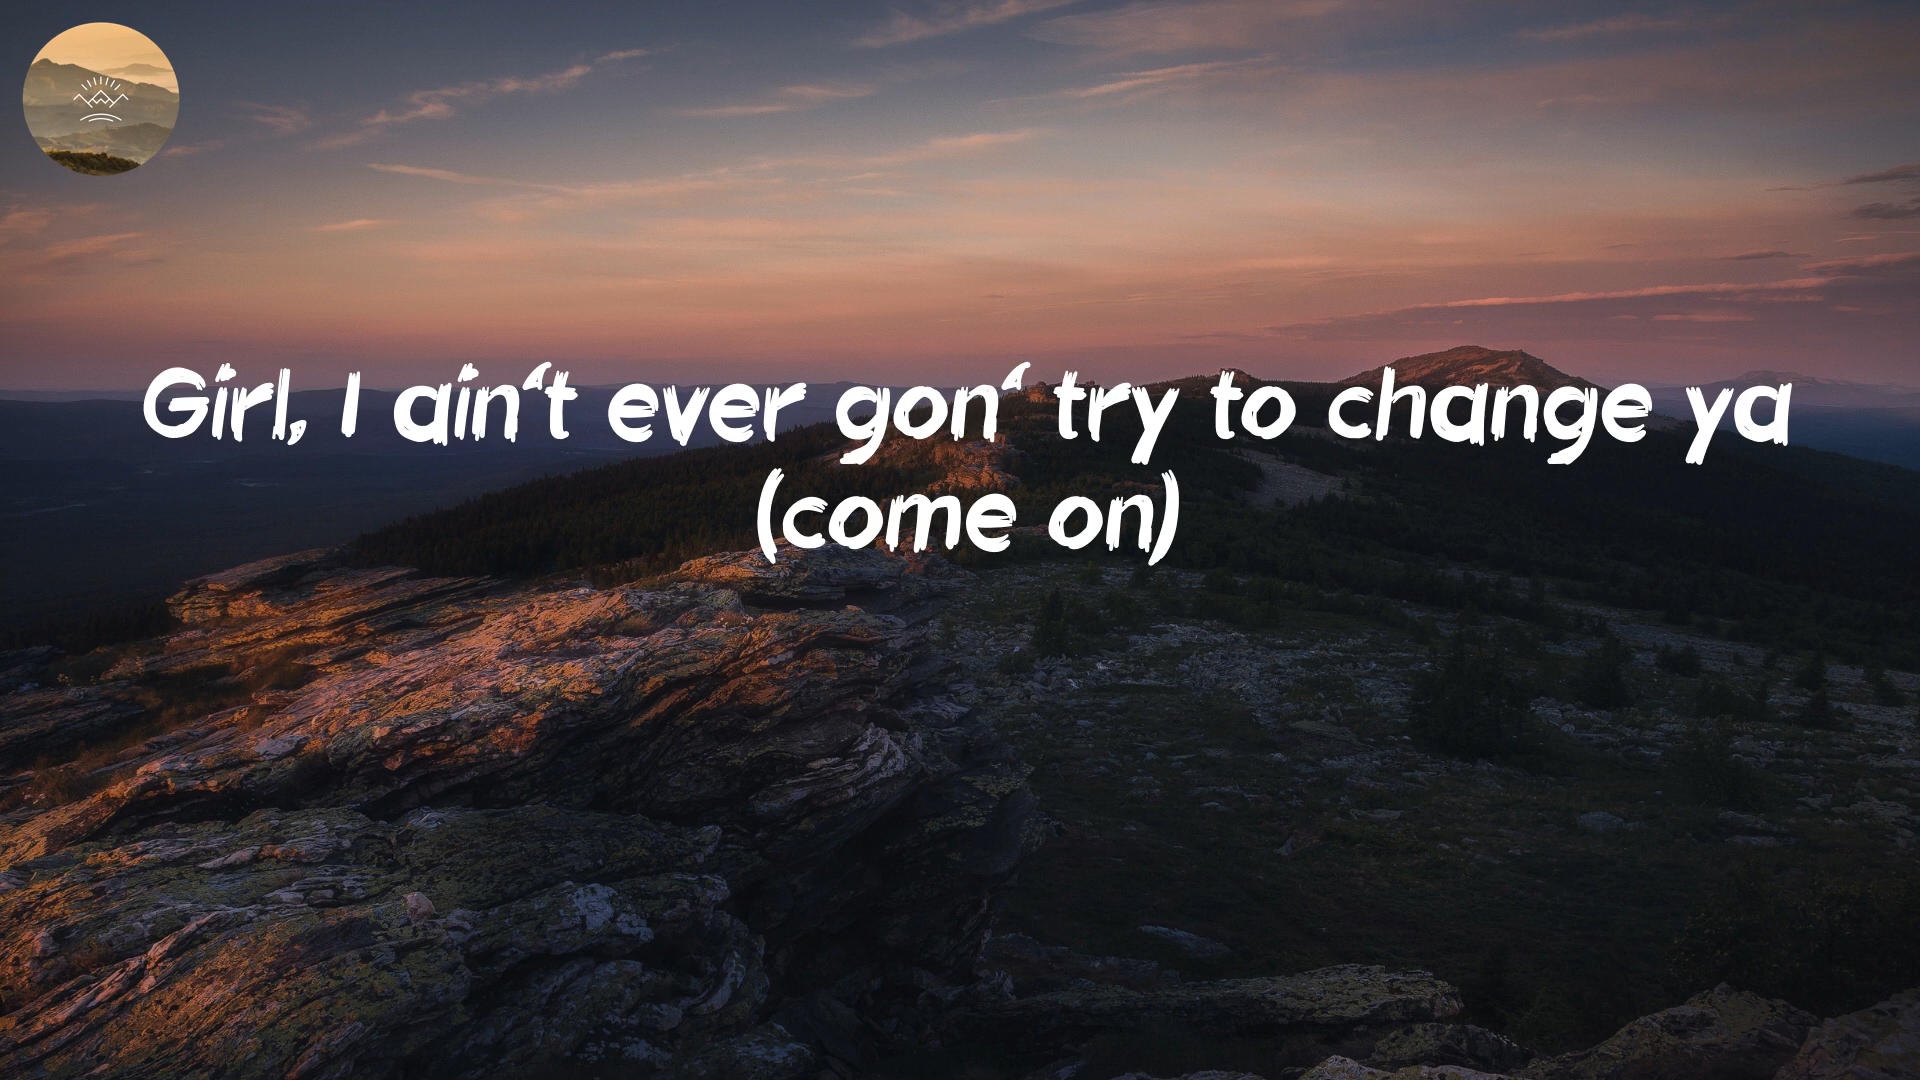 Girl, I ain‘t ever gon‘ try to change ya
(come on)